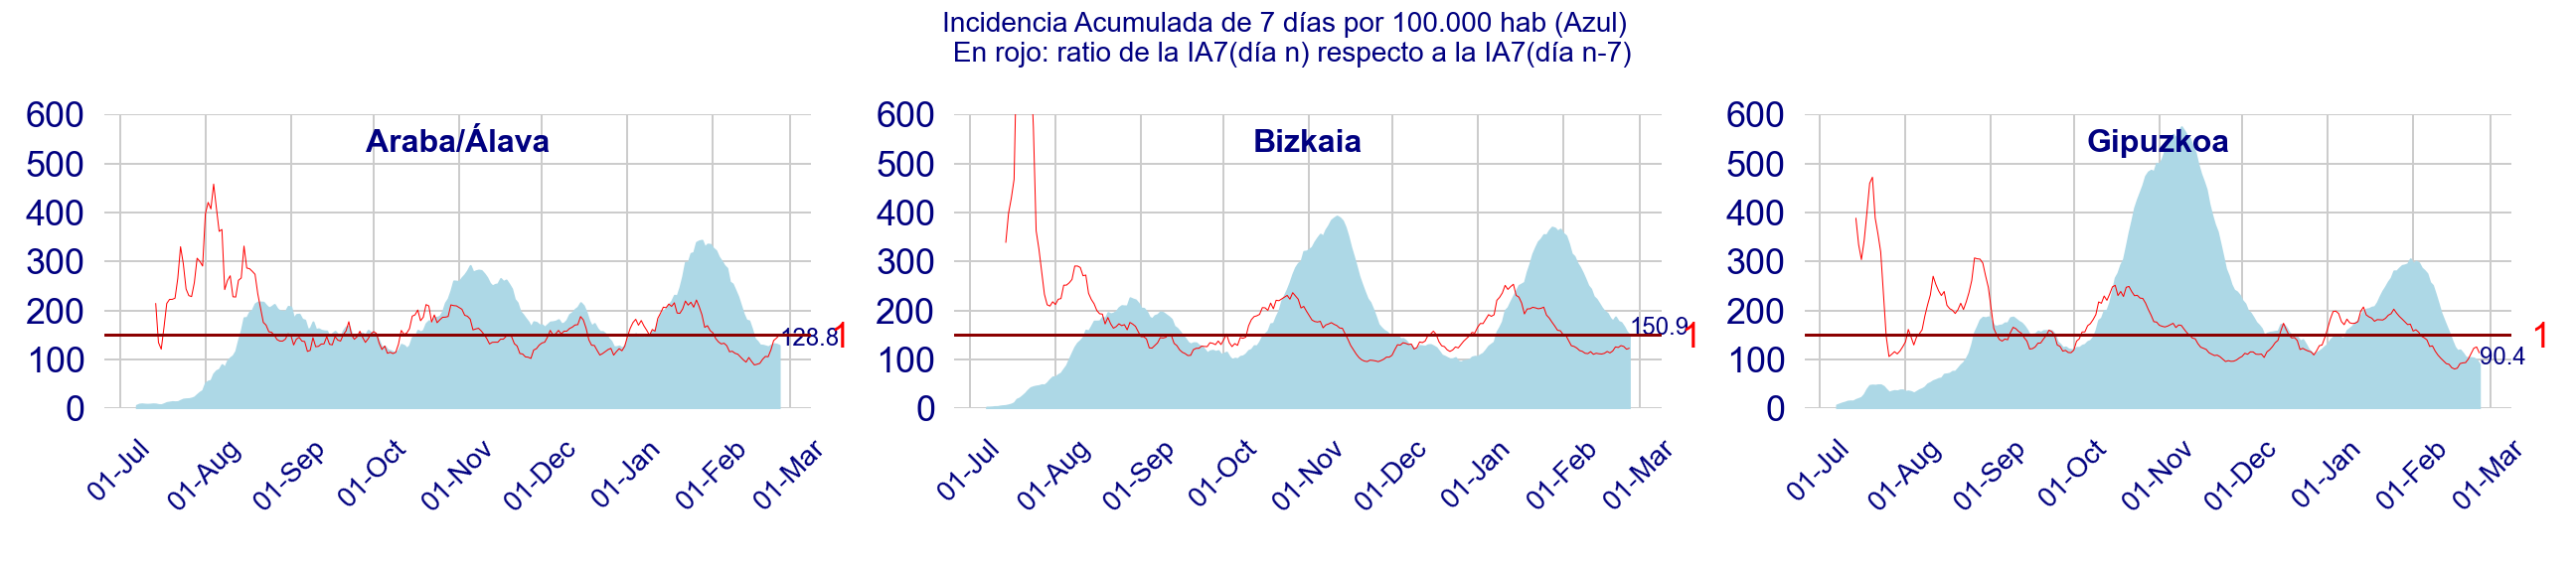 Incidencia Acumulada de 7 días por 100.000 hab (Azul)
En rojo: ratio de la IA7(día n) respecto a la IA7(día n-7)
Araba/Álava
600
500
400
300
200
100
0
128.8
1
01-Jul
01-Aug
01-Sep
01-Oct
01-Nov
01-Dec
01-Jan
01-Feb
01-Mar
Bizkaia
600
500
400
300
200
100
0
150.9
1
01-Jul
01-Aug
01-Sep
01-Oct
01-Nov
01-Dec
01-Jan
01-Feb
01-Mar
Gipuzkoa
600
500
400
300
200
100
0
90.4
1
01-Jul
01-Aug
01-Sep
01-Oct
01-Nov
01-Dec
01-Jan
01-Feb
01-Mar